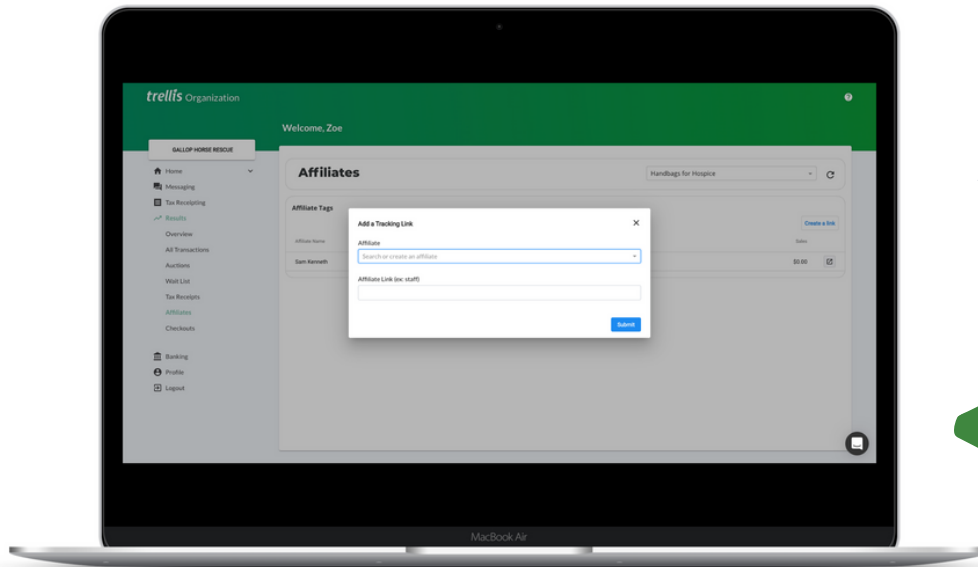 trellis Organization
Welcome, Zoe
GALLOP HORSE RESCUE
Home
Messaging
Tax Receipting
Results
Overview
All Transactions
Auctions
Wait List
Tax Receipts
Affiliates
Checkouts
Banking
Profile
Logout
Affiliates
Handbags for Hospice
Affiliate Tags
Create a link
Affiliate Name
Sales
Sam Kenneth
$0.00
Add a Tracking Link
Affiliate
Search or create an affiliate
Affiliate Link (ex: staff)
Submit
MacBook Air